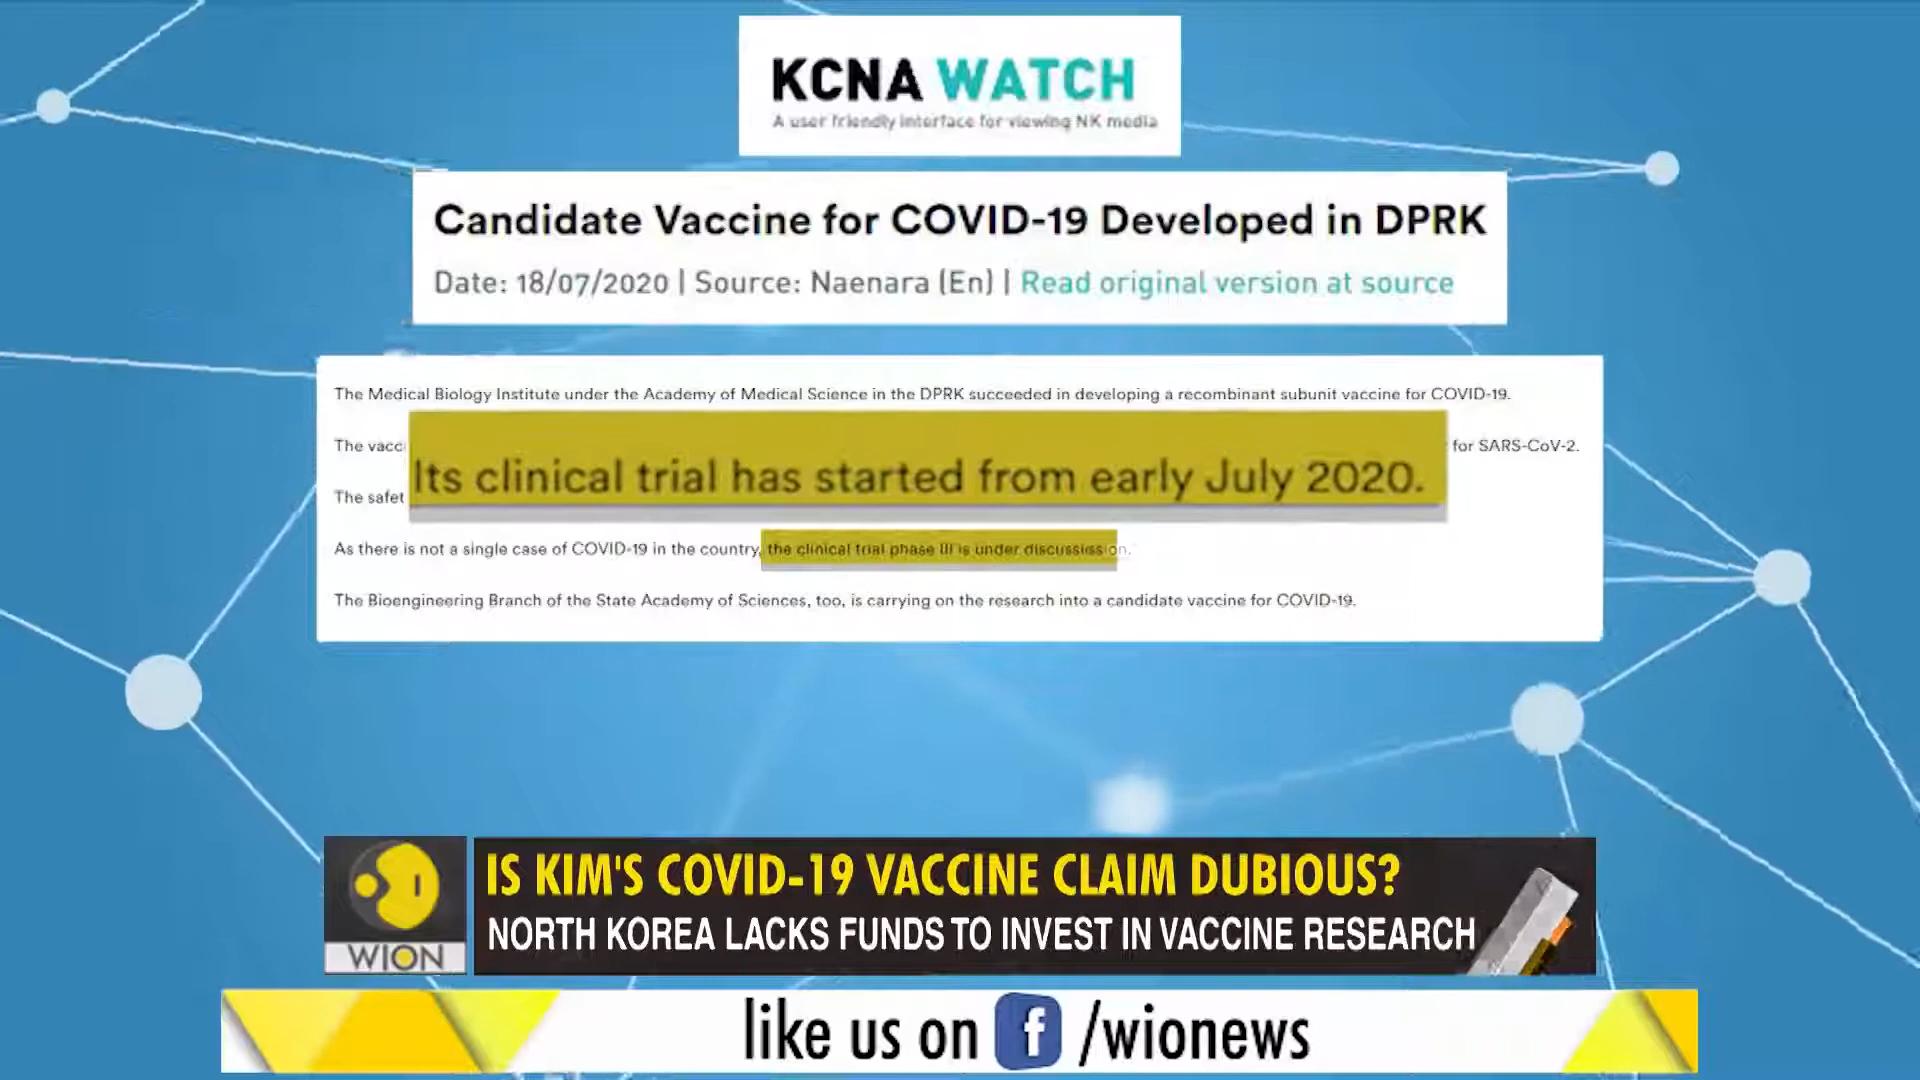 KCNA WATCH
A user friendly interface for viewing NK media
Candidate Vaccine for COVID-19 Developed in DPRK
Date: 18/07/2020 | Source: Naenara (En) | Read original version at source
The Medical Biology Institute under the Academy of Medical Science in the DPRK succeeded in developing a recombinant subunit vaccine for COVID-19.
The vacc for SARS-CoV-2.
Its clinical trial has started from early July 2020.
The safet
As there is not a single case of COVID-19 in the country, the clinical trial phase III is under discussission.
The Bioengineering Branch of the State Academy of Sciences, too, is carrying on the research into a candidate vaccine for COVID-19.
IS KIM'S COVID-19 VACCINE CLAIM DUBIOUS?
NORTH KOREA LACKS FUNDS TO INVEST IN VACCINE RESEARCH
WION
like us on f /wionews